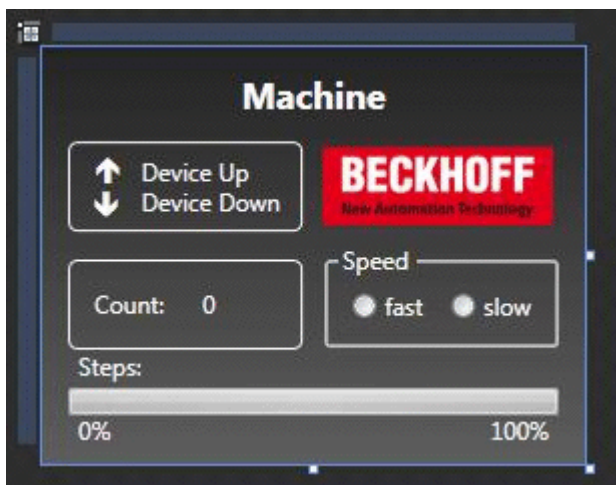 Machine
Device Up
Device Down
BECKHOFF
New Automation Technology
Count: 0
Speed
fast slow
Steps:
0% 100%